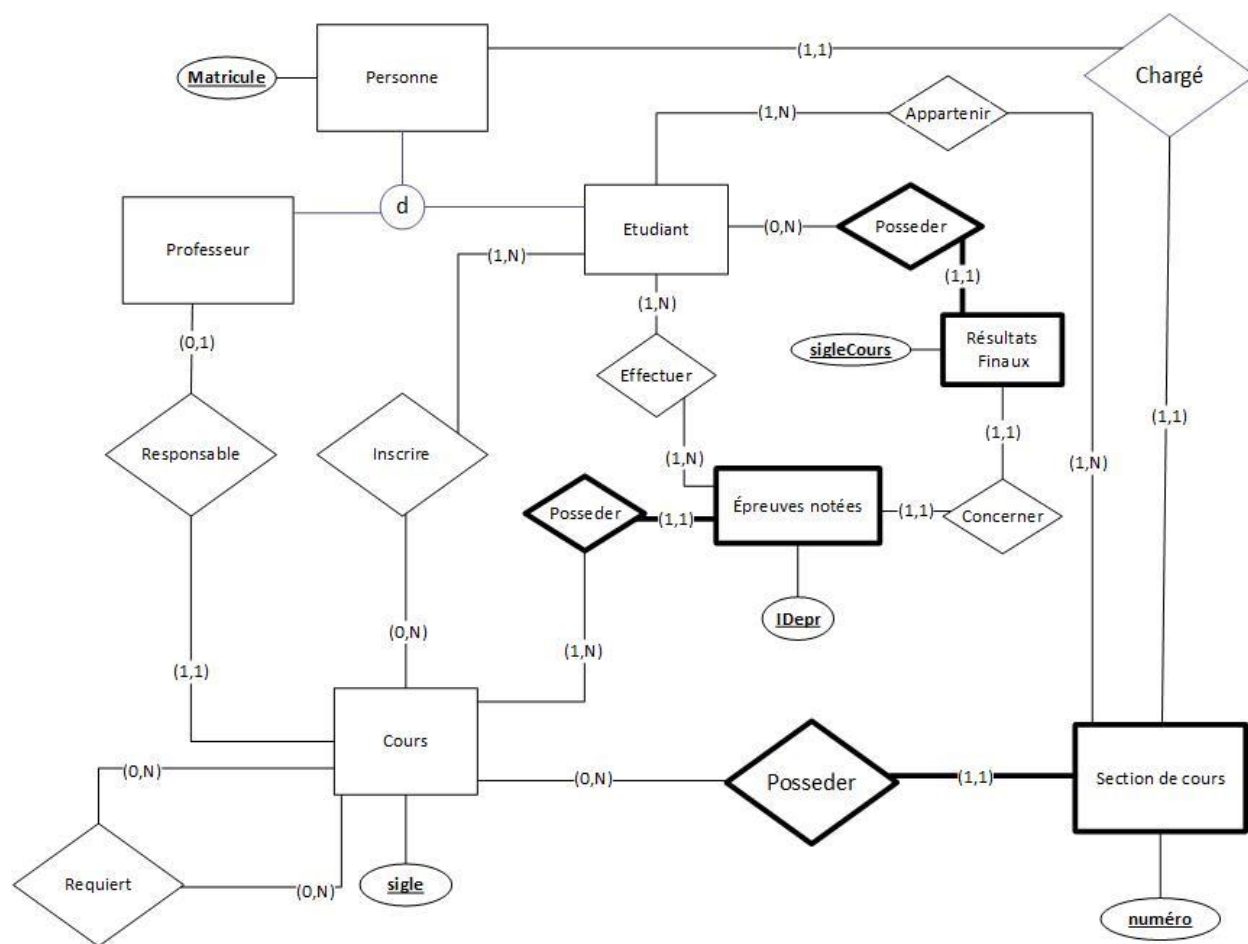 (1,1)
Matricule
Personne
Chargé
(1,N)
Appartenir
d
Professeur
Etudiant
(0,N)
Posseder
(1,N)
(1,N)
(1,1)
(0,1)
sigleCours
Résultats
Finaux
Effectuer
(1,1)
(1,1)
Responsable
Inscrire
(1,N)
(1,N)
Posseder
(1,1)
Épreuves notées
(1,1)
Concerner
IDepr
(0,N)
(1,N)
(1,1)
Cours
(0,N)
(0,N)
Posseder
(1,1)
Section de cours
Requiert
(0,N)
sigle
numéro